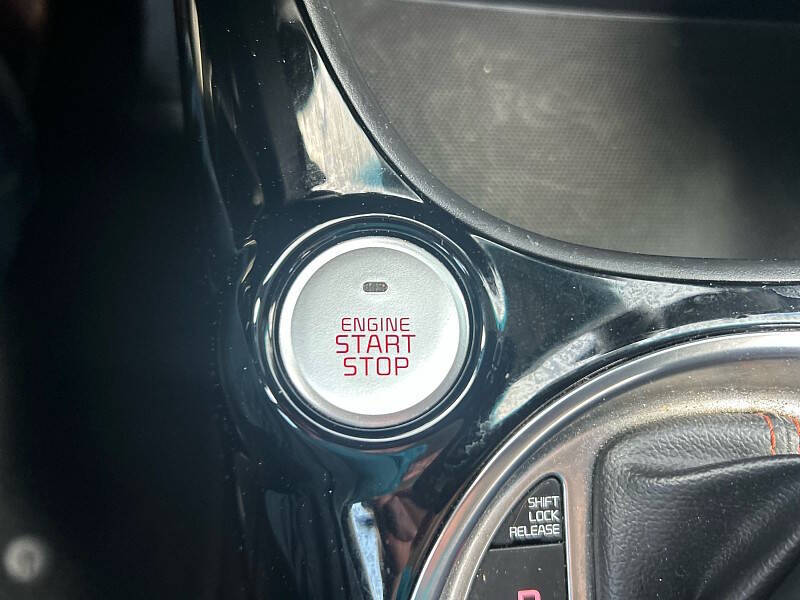 ENGINE
START
STOP
SHIFT
LOCK
RELEASE
P